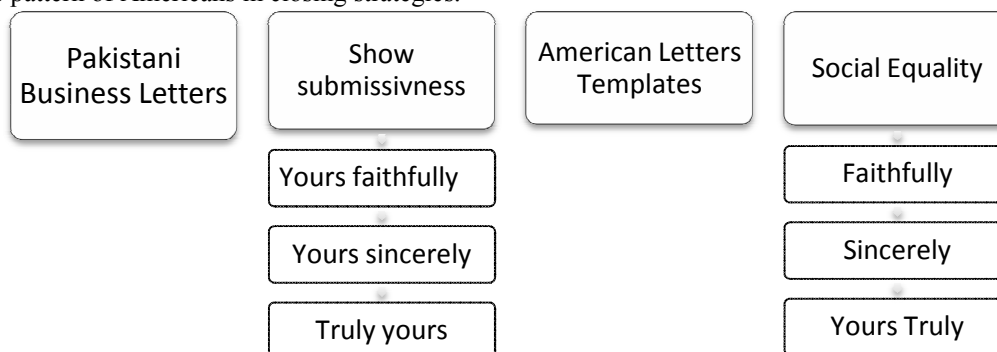 pattern of Americans in closing strategies.
Pakistani
Business Letters
Show
submissivness
Yours faithfully
Yours sincerely
Truly yours
American Letters
Templates
Social Equality
Faithfully
Sincerely
Yours Truly